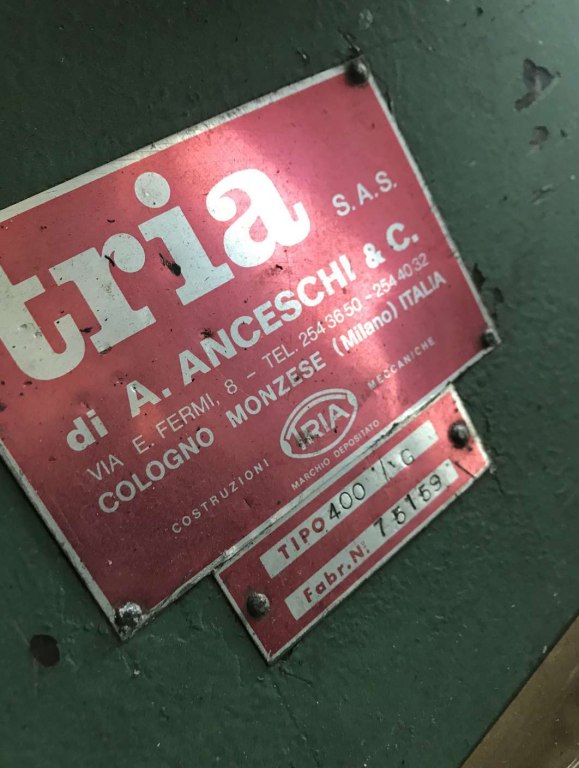 tria S.A.S.
di A. ANCESCHI & C.
VIA E. FERMI, 8 - TEL. 254 36 50 - 254 40 32
COLOGNO MONZESE (Milano) ITALIA
COSTRUZIONI TRIA MECCANICHE
MARCHIO DEPOSITATO
TIPO 400 / G
Fabr. N: 75159